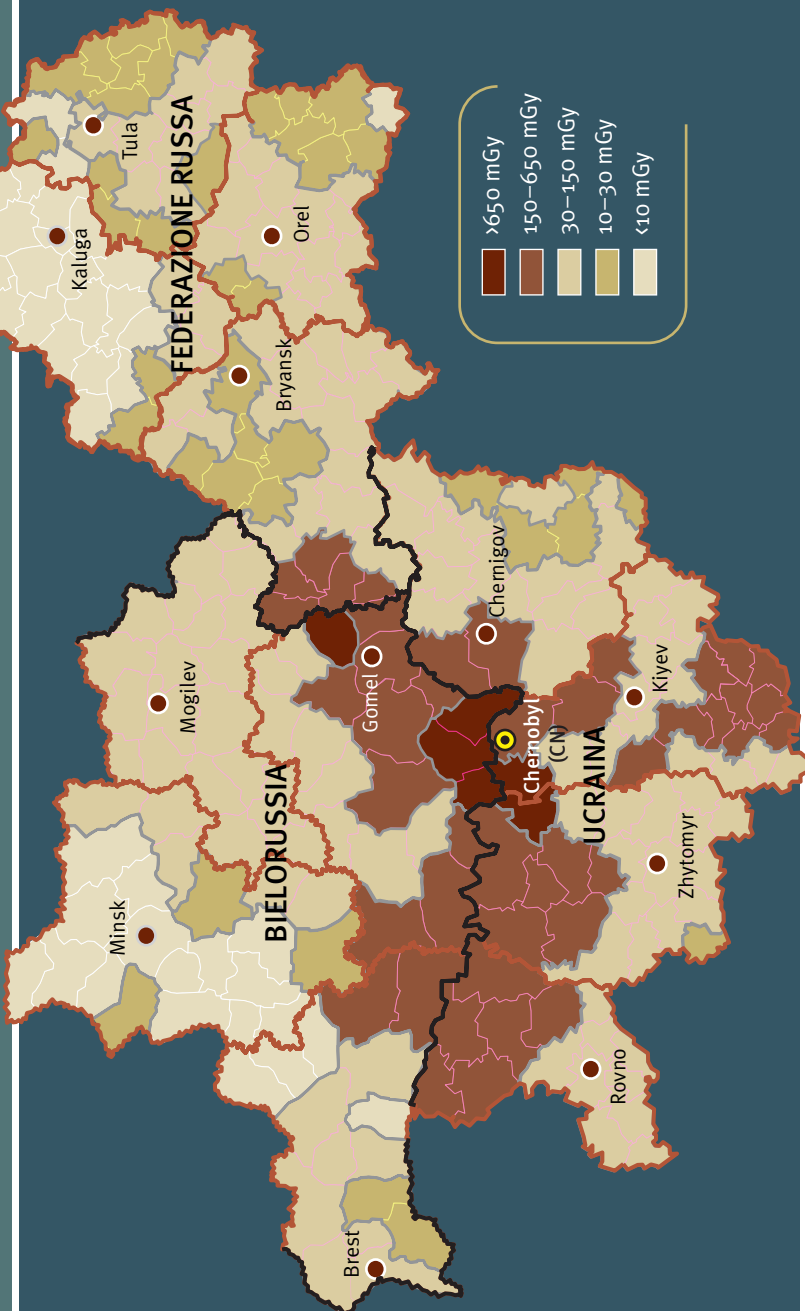 FEDERAZIONE RUSSA
Tula
Kaluga
Orel
Bryansk
BIELORUSSIA
Mogilev
Minsk
Gomel
Brest
UCRAINA
Chernigov
Chernobyl
(CN)
Kiyev
Zhytomyr
Rovno
>650 mGy
150–650 mGy
30–150 mGy
10–30 mGy
<10 mGy